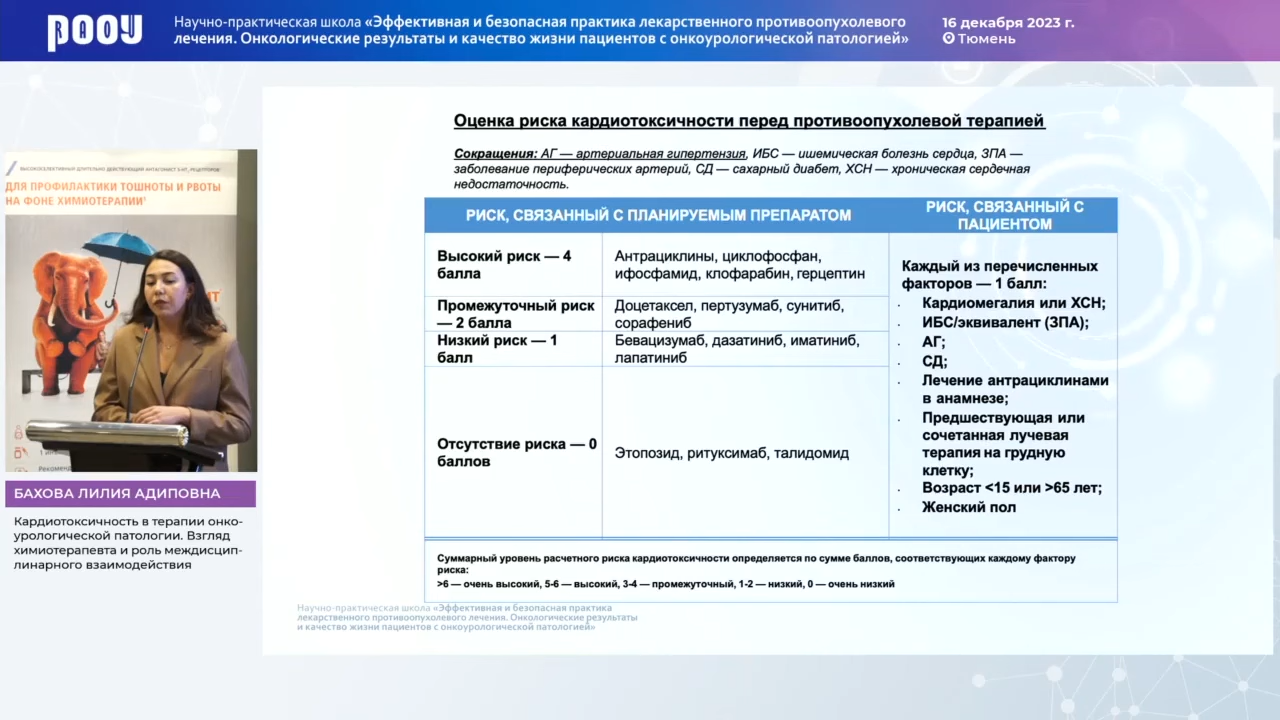 РООУ
Научно-практическая школа «Эффективная и безопасная практика лекарственного противоопухолевого
лечения. Онкологические результаты и качество жизни пациентов с онкоурологической патологией»
16 декабря 2023 г.
Тюмень
ДЛЯ ПРОФИЛАКТИКИ ТОШНОТЫ И РВОТЫ
НА ФОНЕ ХИМИОТЕРАПИИ¹
БАХОВА ЛИЛИЯ АДИПОВНА
Кардиотоксичность в терапии онко-
урологической патологии. Взгляд
химиотерапевта и роль междисцип-
линарного взаимодействия
Оценка риска кардиотоксичности перед противоопухолевой терапией
Сокращения: АГ — артериальная гипертензия, ИБС — ишемическая болезнь сердца, ЗПА —
заболевание периферических артерий, СД — сахарный диабет, ХСН — хроническая сердечная
недостаточность.
РИСК, СВЯЗАННЫЙ С ПЛАНИРУЕМЫМ ПРЕПАРАТОМ
РИСК, СВЯЗАННЫЙ С
ПАЦИЕНТОМ
Высокий риск — 4
балла
Антрациклины, циклофосфан,
ифосфамид, клофарабин, герцептин
Промежуточный риск
— 2 балла
Доцетаксел, пертузумаб, сунитиб,
сорафениб
Низкий риск — 1
балл
Бевацизумаб, дазатиниб, иматиниб,
лапатиниб
Отсутствие риска — 0
баллов
Этопозид, ритуксимаб, талидомид
Каждый из перечисленных
факторов — 1 балл:
· Кардиомегалия или ХСН;
· ИБС/эквивалент (ЗПА);
· АГ;
· СД;
· Лечение антрациклинами
в анамнезе;
· Предшествующая или
сочетанная лучевая
терапия на грудную
клетку;
· Возраст <15 или >65 лет;
· Женский пол
Суммарный уровень расчетного риска кардиотоксичности определяется по сумме баллов, соответствующих каждому фактору
риска:
>6 — очень высокий, 5-6 — высокий, 3-4 — промежуточный, 1-2 — низкий, 0 — очень низкий
Научно-практическая школа «Эффективная и безопасная практика
лекарственного противоопухолевого лечения. Онкологические результаты
и качество жизни пациентов с онкоурологической патологией»